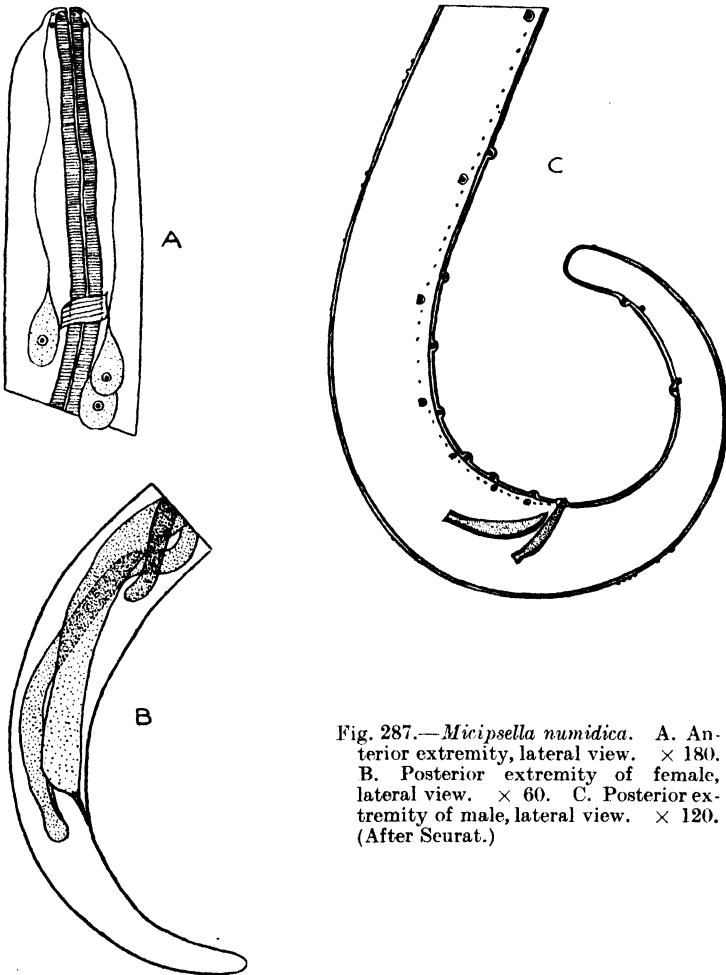 A
C
B
Fig. 287.—Micipsella numidica. A. An-
terior extremity, lateral view. × 180.
B. Posterior extremity of female,
lateral view. × 60. C. Posterior ex-
tremity of male, lateral view. × 120.
(After Seurat.)